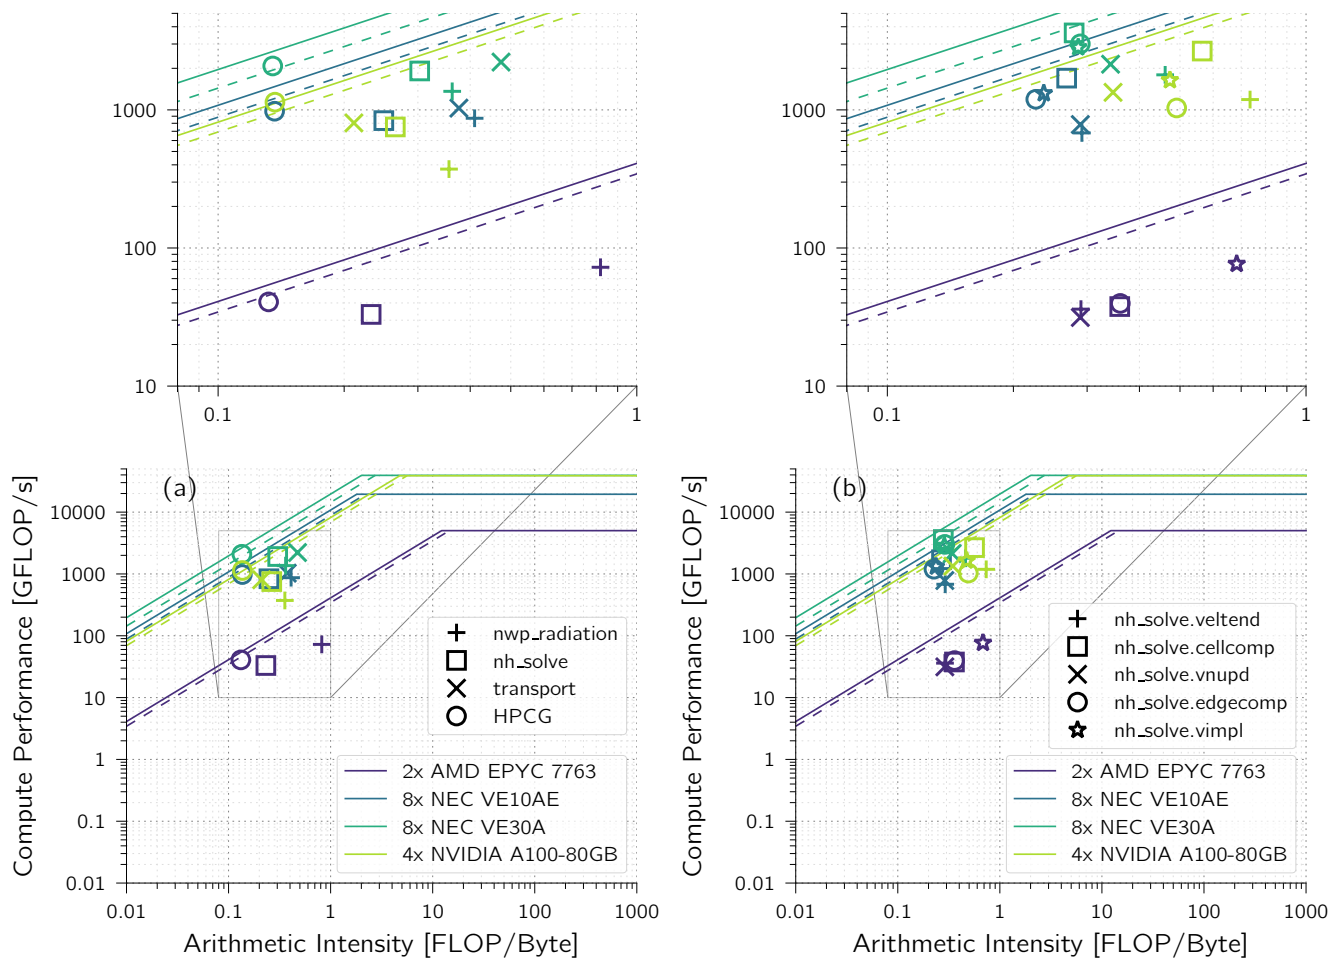 1000
100
10
0.1
1
1000
100
10
0.1
1
(a)
Compute Performance [GFLOP/s]
10000
1000
100
10
1
0.1
0.01
nwp_radiation
nh_solve
transport
HPCG
2x AMD EPYC 7763
8x NEC VE10AE
8x NEC VE30A
4x NVIDIA A100-80GB
0.01
0.1
1
10
100
1000
Arithmetic Intensity [FLOP/Byte]
(b)
Compute Performance [GFLOP/s]
10000
1000
100
10
1
0.1
0.01
nh_solve.veltend
nh_solve.cellcomp
nh_solve.vnupd
nh_solve.edgecomp
nh_solve.vimpl
2x AMD EPYC 7763
8x NEC VE10AE
8x NEC VE30A
4x NVIDIA A100-80GB
0.01
0.1
1
10
100
1000
Arithmetic Intensity [FLOP/Byte]